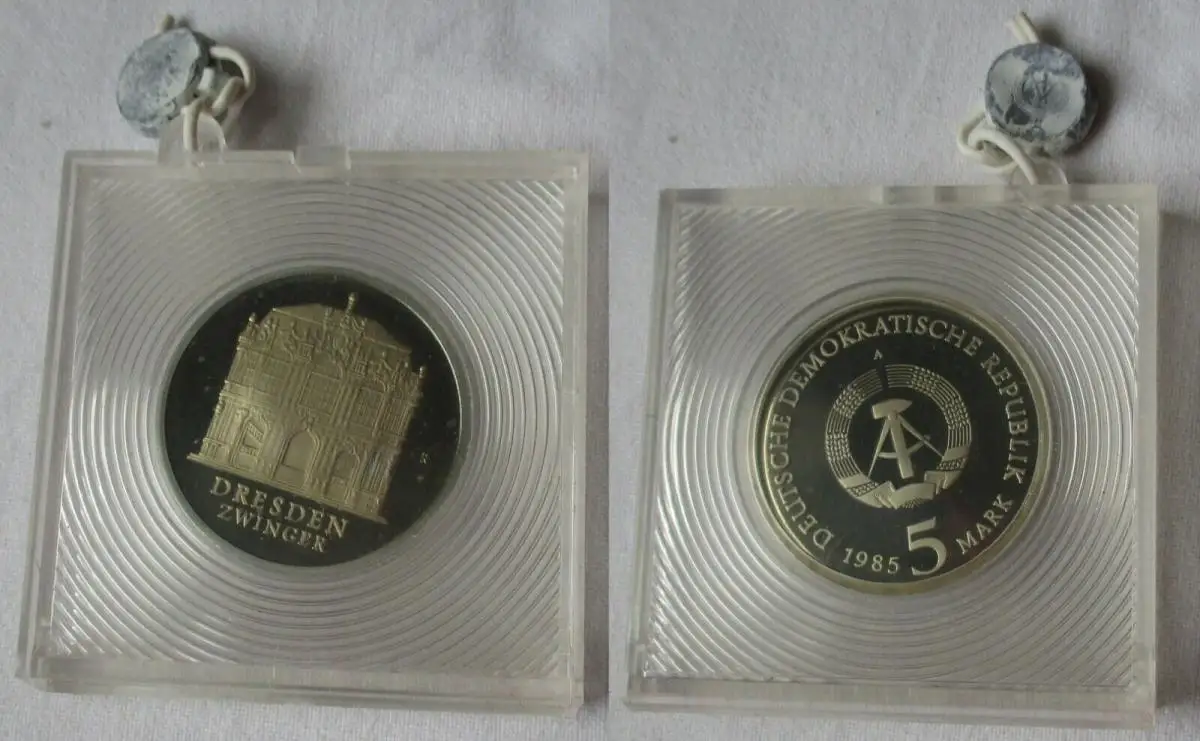 DRESDEN
ZWINGER
DEUTSCHE DEMOKRATISCHE REPUBLIK
A
1985 5 MARK